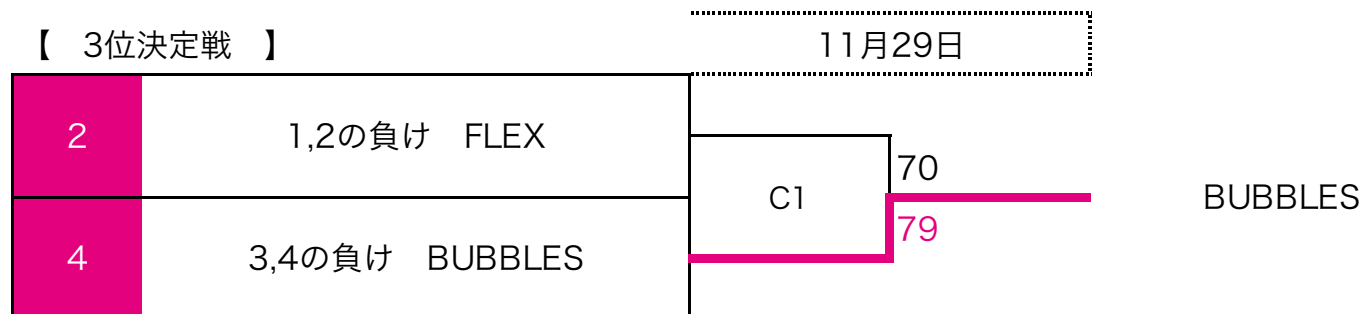 【　3位決定戦　】
11月29日
2
1,2の負け　FLEX
70
C1
BUBBLES
79
4
3,4の負け　BUBBLES